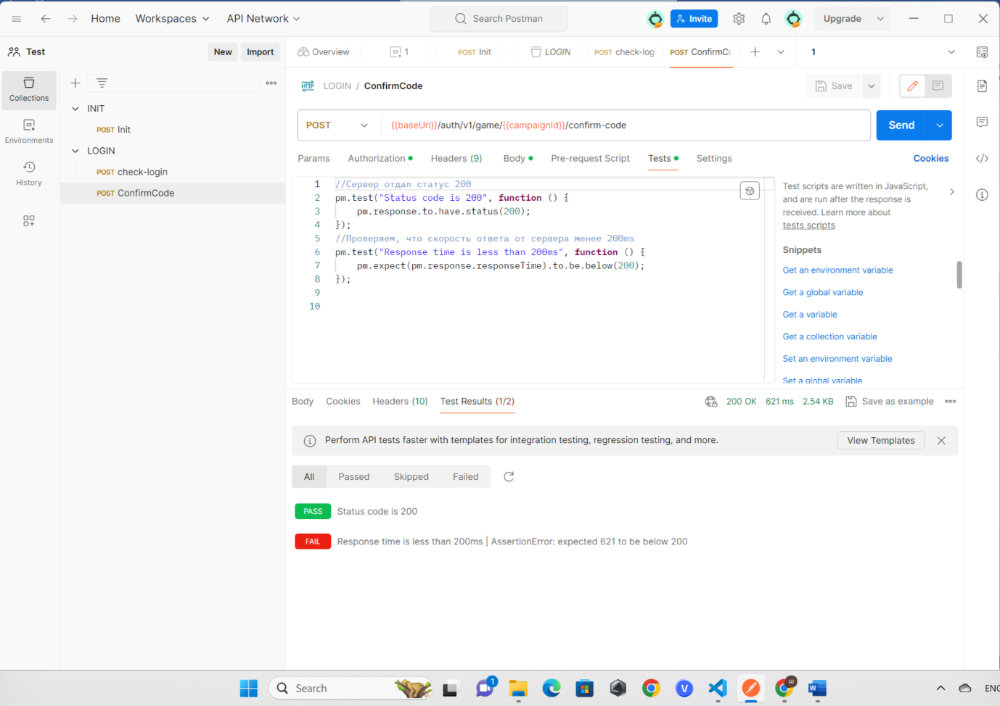 Home Workspaces API Network Search Postman Invite Upgrade
Test New Import Overview 1 POST Init LOGIN POST check-log POST ConfirmC 1
Collections
Environments
History
INIT
POST Init
LOGIN
POST check-login
POST ConfirmCode
HTTP LOGIN / ConfirmCode Save
POST {{baseUrl}}/auth/v1/game/{{campaignId}}/confirm-code Send
Params Authorization Headers (9) Body Pre-request Script Tests Settings Cookies
1 //Сервер отдал статус 200
2 pm.test("Status code is 200", function () {
3 pm.response.to.have.status(200);
4 });
5 //Проверяем, что скорость ответа от сервера менее 200ms
6 pm.test("Response time is less than 200ms", function () {
7 pm.expect(pm.response.responseTime).to.be.below(200);
8 });
9
10
Test scripts are written in JavaScript,
and are run after the response is
received. Learn more about
tests scripts
Snippets
Get an environment variable
Get a global variable
Get a variable
Get a collection variable
Set an environment variable
Set a global variable
Body Cookies Headers (10) Test Results (1/2) 200 OK 621 ms 2.54 KB Save as example
Perform API tests faster with templates for integration testing, regression testing, and more. View Templates
All Passed Skipped Failed
PASS Status code is 200
FAIL Response time is less than 200ms | AssertionError: expected 621 to be below 200
Search 1 V W ENG